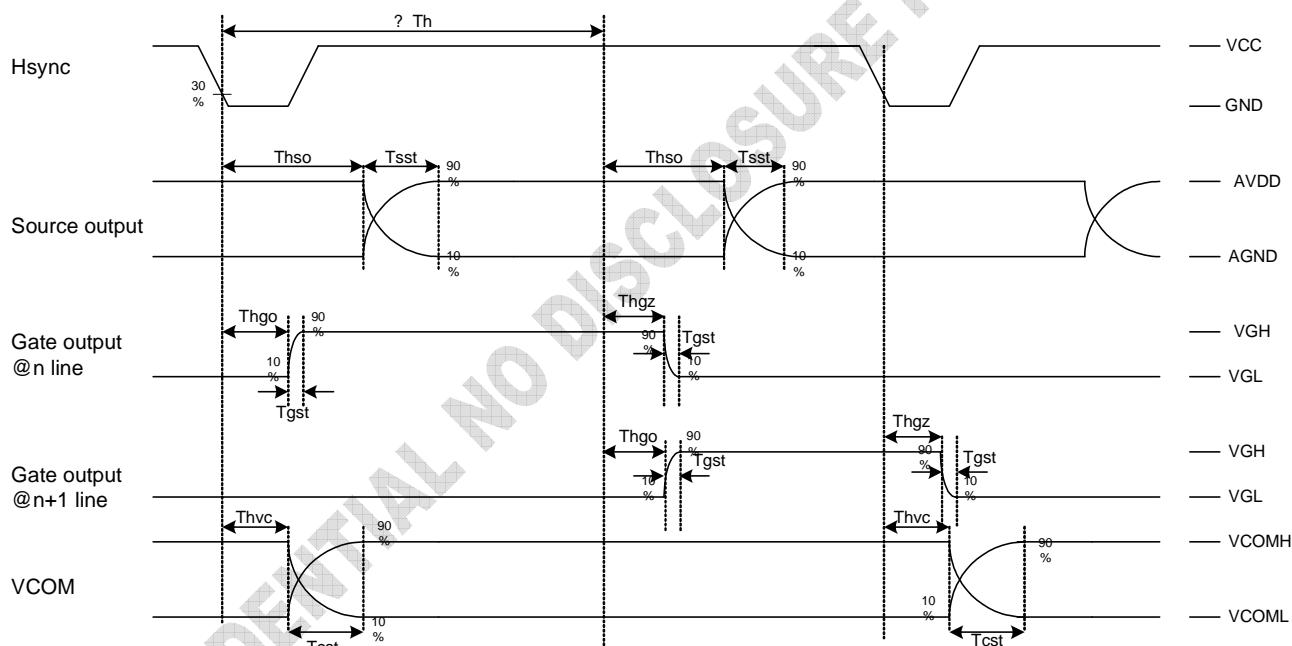 ? Th
Hsync
30
%
VCC
GND
Thso
Tsst
90
%
Thso
Tsst
90
%
AVDD
Source output
10
%
10
%
AGND
Thgo
90
%
Thgz
90
%
Tgst
VGH
Gate output
@n line
10
%
10
%
VGL
Tgst
Thgo
90
%
Tgst
Thgz
90
%
Tgst
VGH
Gate output
@n+1 line
10
%
10
%
VGL
Thvc
90
%
Thvc
90
%
VCOMH
VCOM
10
%
10
%
VCOML
Tcst
Tcst
DENTIAL NO DISCLOSURE